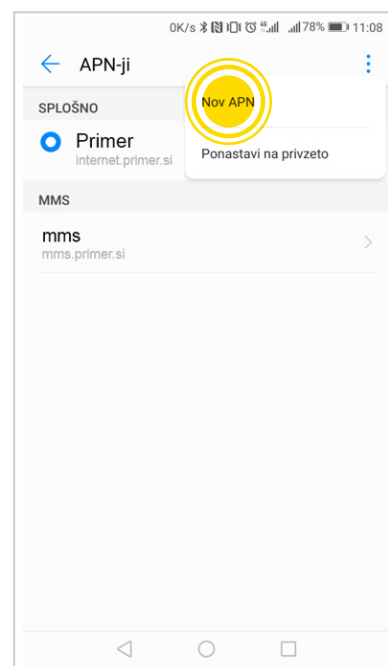 0K/s 78% 11:08
APN-ji
Nov APN
SPLOŠNO
Primer
internet.primer.si
Ponastavi na privzeto
MMS
mms
mms.primer.si